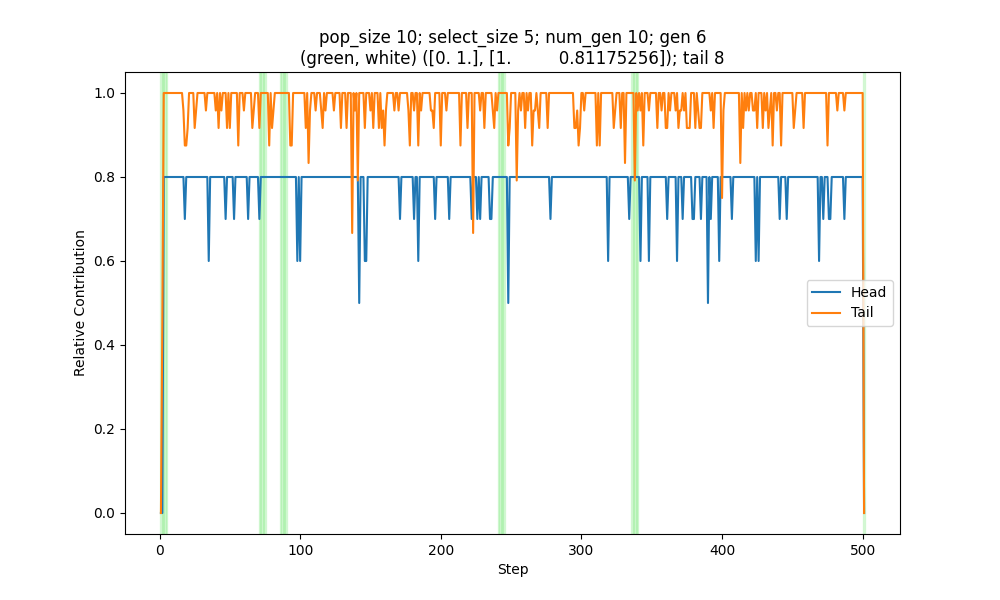 pop_size 10; select_size 5; num_gen 10; gen 6
(green, white) ([0. 1.], [1.          0.81175256]); tail 8
1.0
0.8
0.6
0.4
0.2
0.0
Relative Contribution
Head
Tail
0
100
200
300
400
500
Step